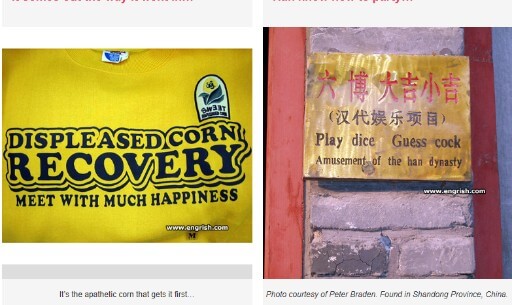 DISPLEASED CORN
RECOVERY
MEET WITH MUCH HAPPINESS
www.engrish.com
M
It's the apathetic corn that gets it first...
六博 大吉小吉
(汉代娱乐项目)
Play dice Guess cock
Amusement of the han dynasty
www.engrish.com
Photo courtesy of Peter Braden. Found in Shandong Province, China.